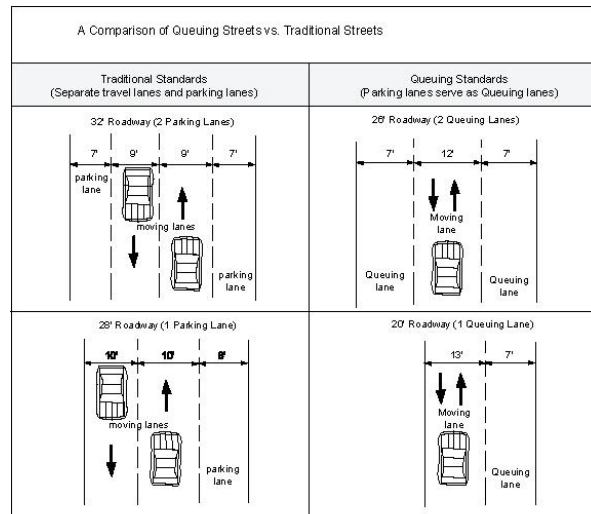 A Comparison of Queuing Streets vs. Traditional Streets
Traditional Standards
(Separate travel lanes and parking lanes)
Queuing Standards
(Parking lanes serve as Queuing lanes)
32' Roadway (2 Parking Lanes)
7' 9' 9' 7'
parking
lane
moving lanes
parking
lane
26' Roadway (2 Queuing Lanes)
7' 12' 7'
Moving
lane
Queuing
lane
Queuing
lane
28' Roadway (1 Parking Lane)
10' 10' 8'
moving lanes
parking
lane
20' Roadway (1 Queuing Lane)
13' 7'
Moving
lane
Queuing
lane